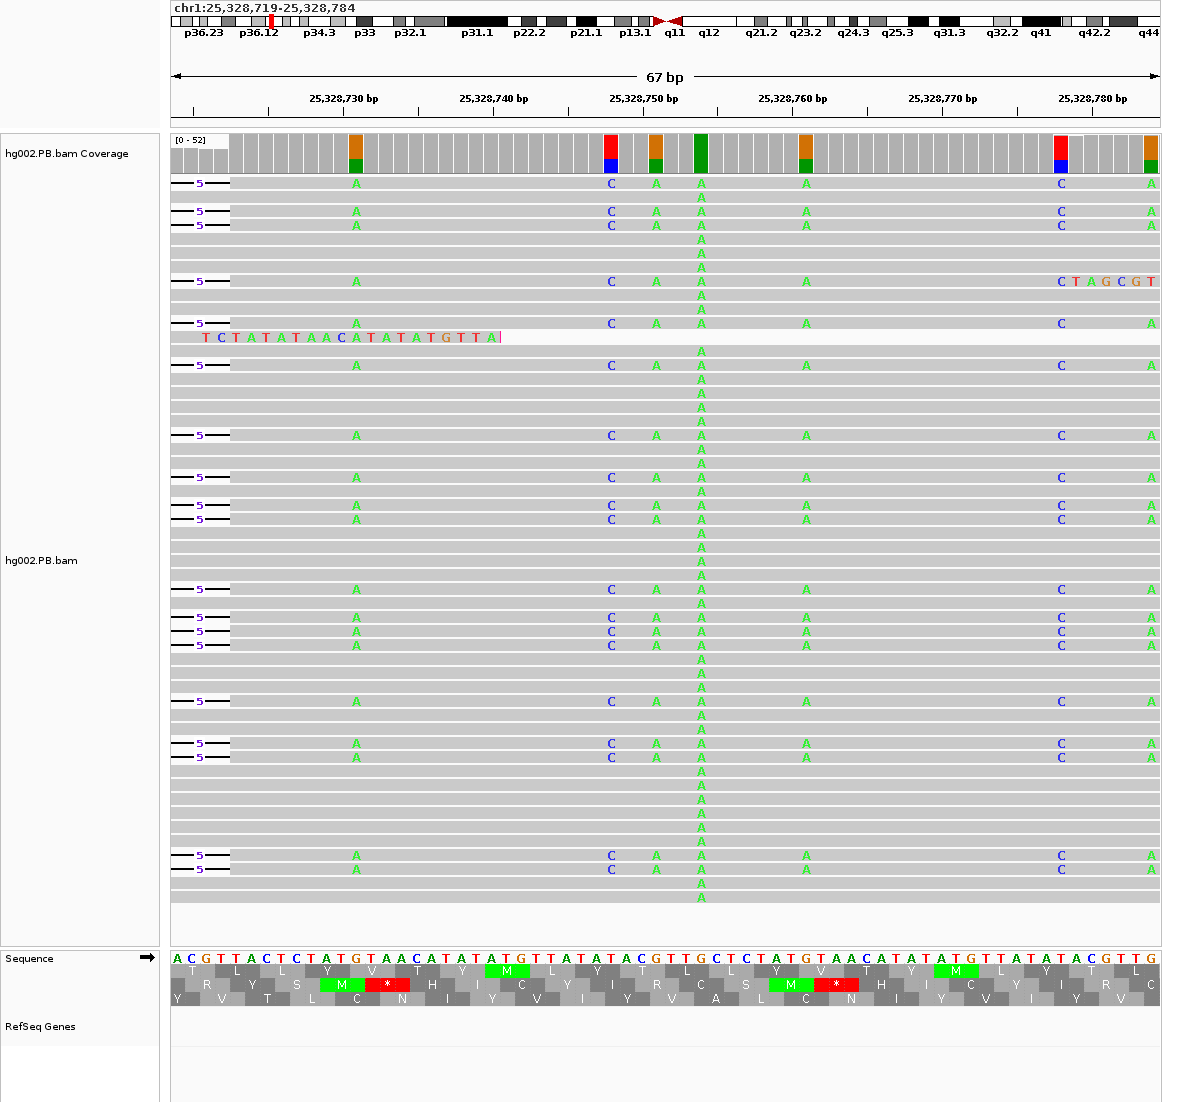 chr1:25,328,719-25,328,784
p36.23 p36.12 p34.3 p33 p32.1 p31.1 p22.2 p21.1 p13.1 q11 q12 q21.2 q23.2 q24.3 q25.3 q31.3 q32.2 q41 q42.2 q44
67 bp
25,328,730 bp 25,328,740 bp 25,328,750 bp 25,328,760 bp 25,328,770 bp 25,328,780 bp
[0 - 52]
hg002.PB.bam Coverage
5 A C A A A C A
A
5 A C A A A C A
5 A C A A A C A
A
A
A
5 A C A A A C T A G C G T
A
A
5 A C A A A C A
T C T A T A T A A C A T A T A T G T T A
A
5 A C A A A C A
A
A
A
A
5 A C A A A C A
A
A
5 A C A A A C A
A
5 A C A A A C A
5 A C A A A C A
A
A
hg002.PB.bam
A
A
5 A C A A A C A
A
5 A C A A A C A
5 A C A A A C A
5 A C A A A C A
A
A
A
5 A C A A A C A
A
A
5 A C A A A C A
5 A C A A A C A
A
A
A
A
A
A
5 A C A A A C A
5 A C A A A C A
A
A
Sequence A C G T T A C T C T A T G T A A C A T A T A T G T T A T A T A C G T T G C T C T A T G T A A C A T A T A T G T T A T A T A C G T T G
T L L Y V T Y M L Y T L L Y V T Y M L Y T L
R Y S M * H I C Y I R C S M * H I C Y I R C
Y V T L C N I Y V I Y V A L C N I Y V I Y V
RefSeq Genes